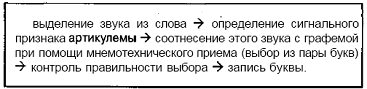 выделение звука из слова → определение сигнального
признака артикулемы → соотнесение этого звука с графемой
при помощи мнемотехнического приема (выбор из пары букв)
→ контроль правильности выбора → запись буквы.